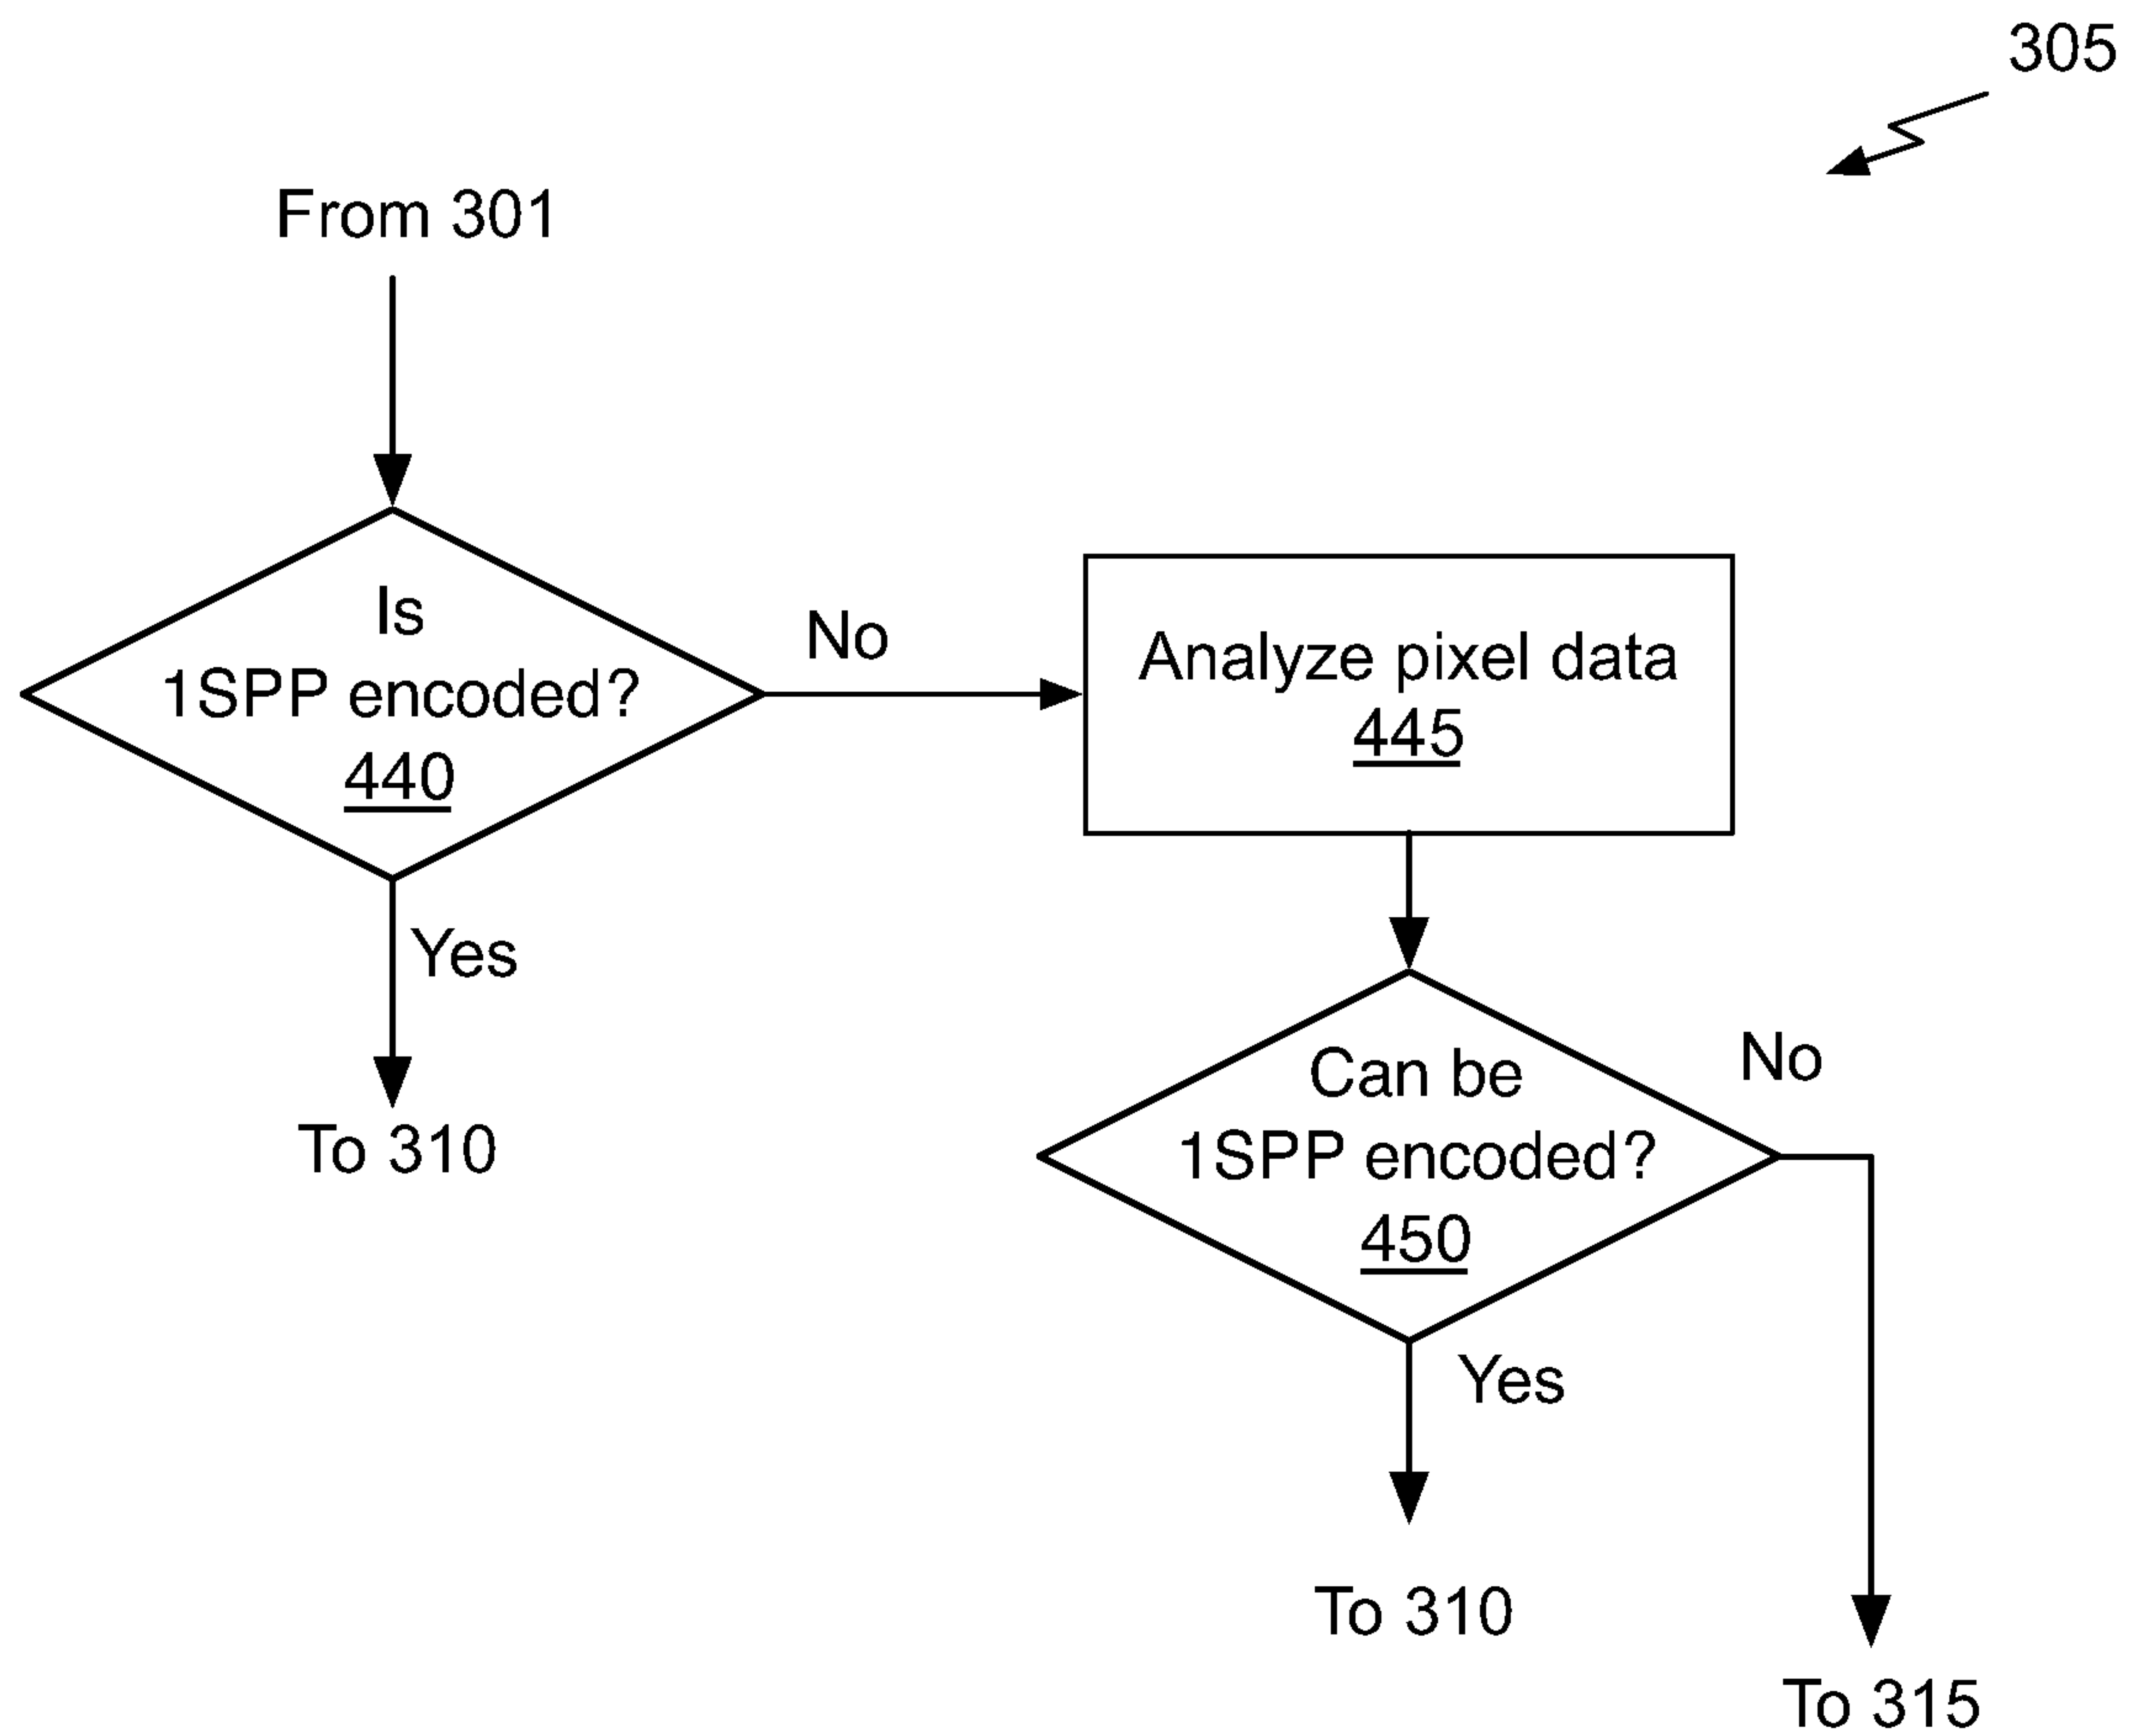 305
From 301
Is
1SPP encoded?
440
No
Analyze pixel data
445
Yes
To 310
Can be
1SPP encoded?
450
No
Yes
To 310
To 315